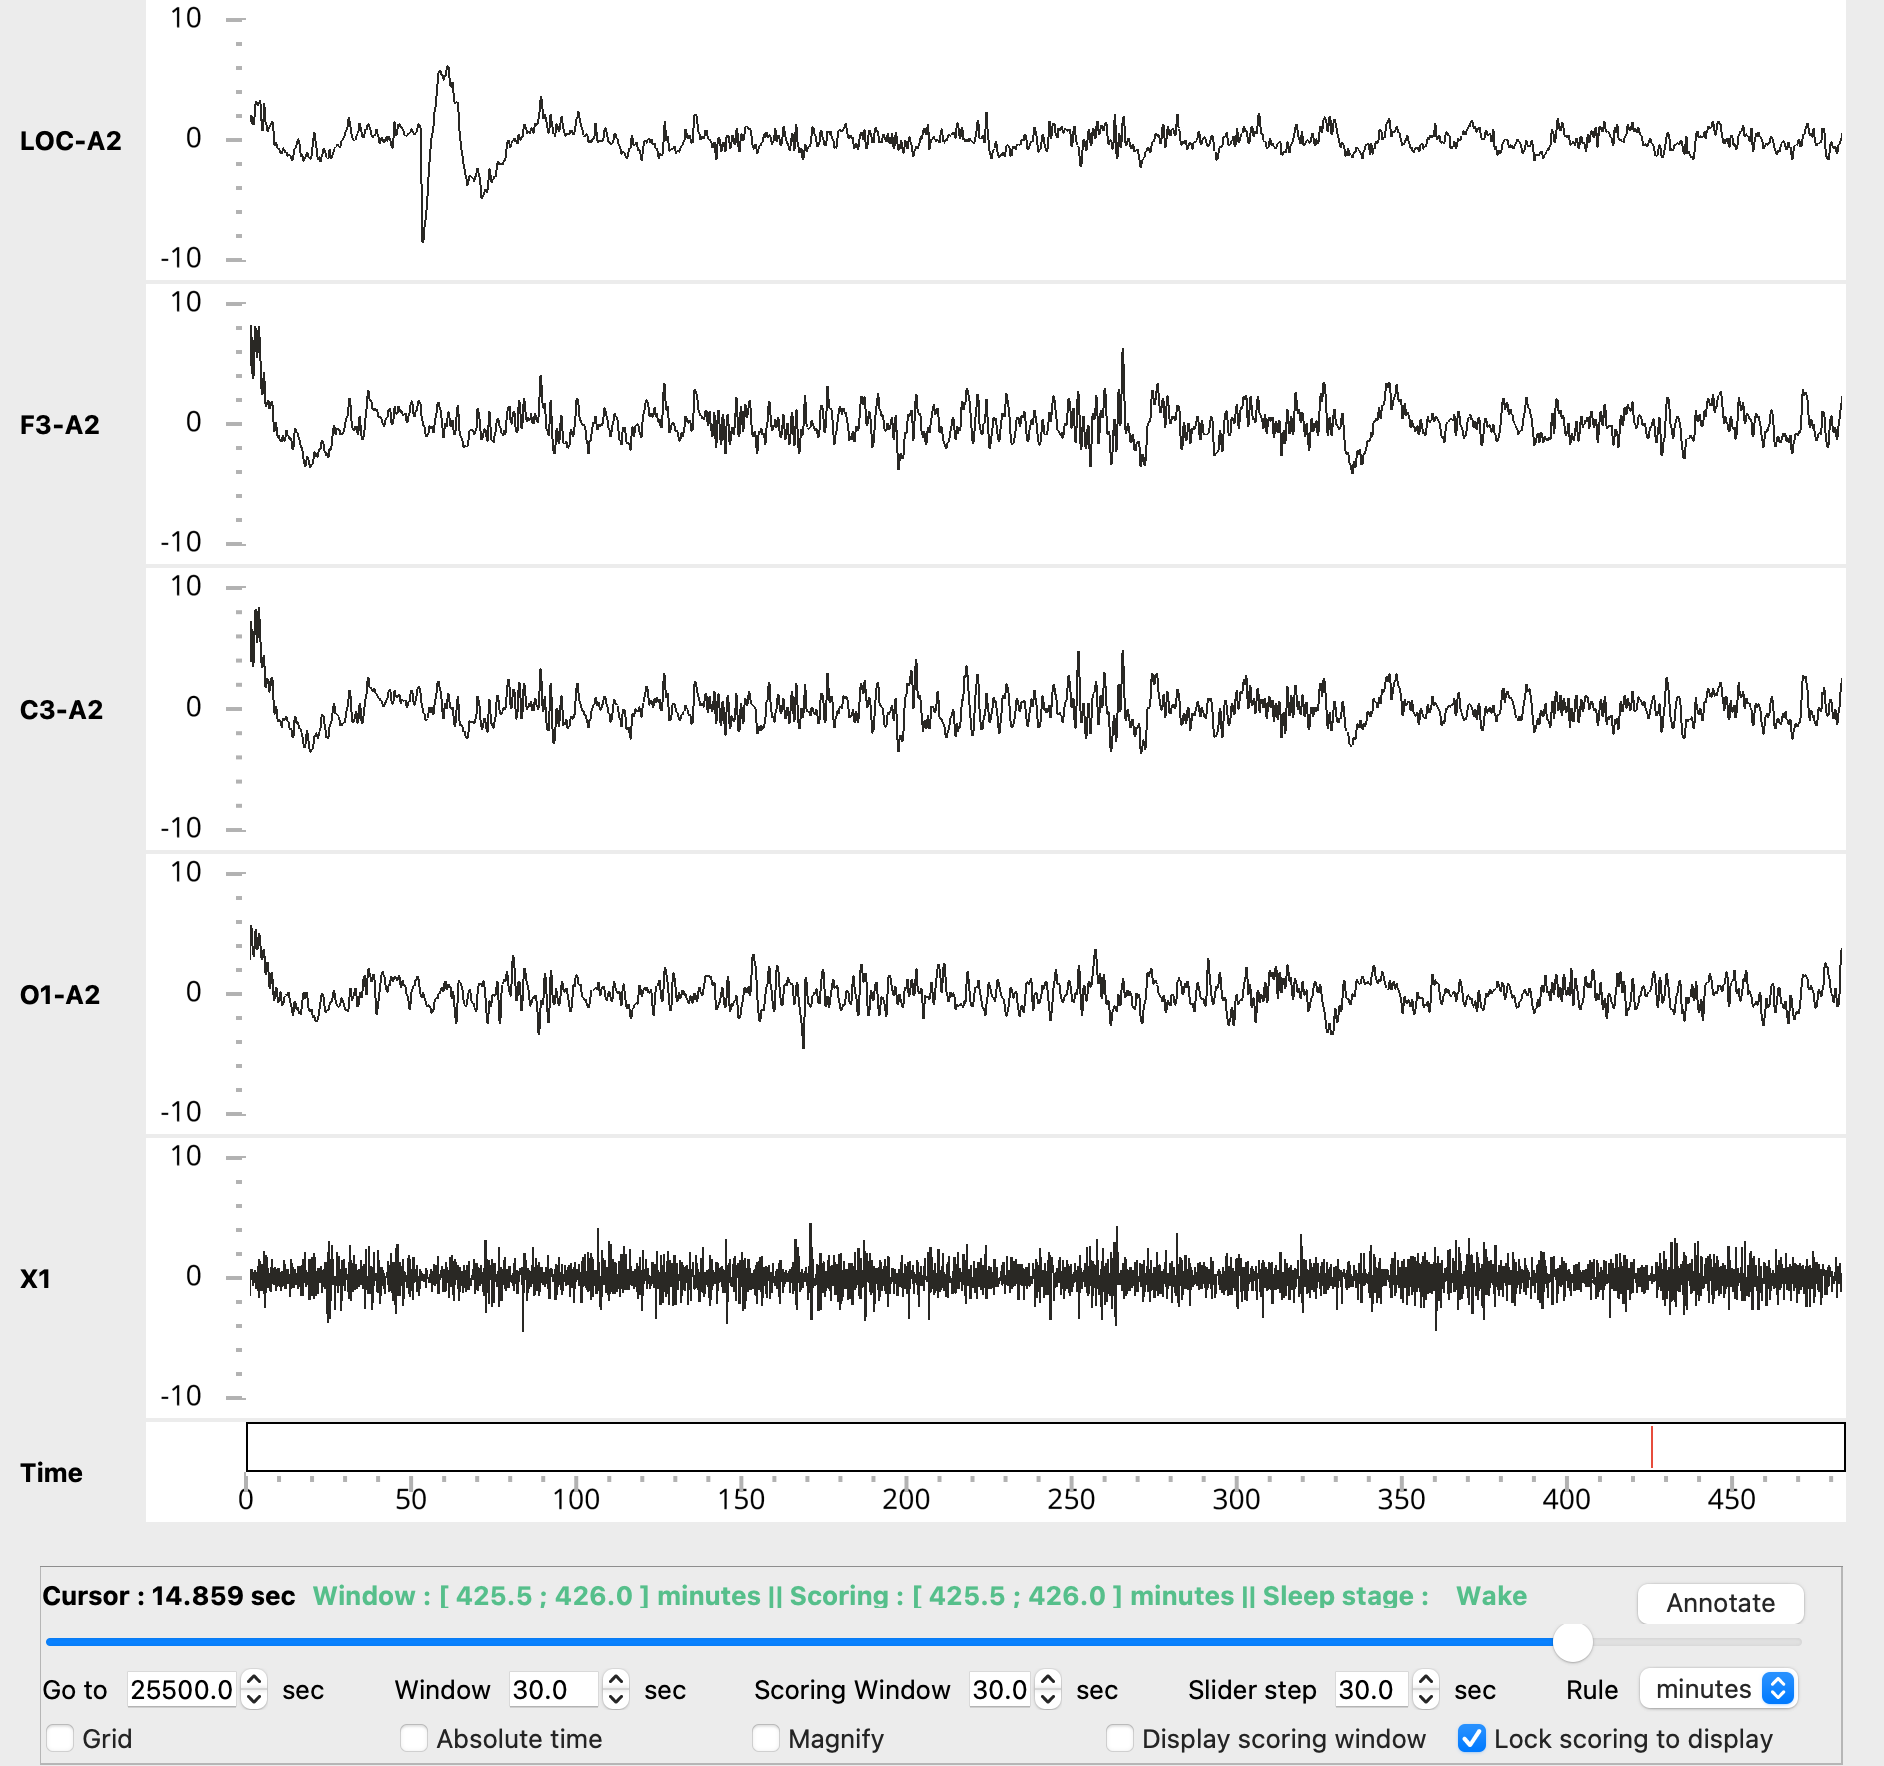 10
LOC-A2
0
-10
10
F3-A2
0
-10
10
C3-A2
0
-10
10
O1-A2
0
-10
10
X1
0
-10
Time
0 50 100 150 200 250 300 350 400 450
Cursor : 14.859 sec Window : [ 425.5 ; 426.0 ] minutes || Scoring : [ 425.5 ; 426.0 ] minutes || Sleep stage : Wake Annotate
Go to 25500.0 sec Window 30.0 sec Scoring Window 30.0 sec Slider step 30.0 sec Rule minutes
Grid Absolute time Magnify Display scoring window Lock scoring to display